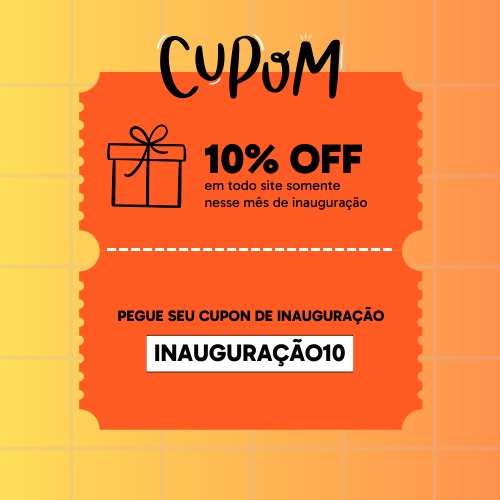 CUPOM
10% OFF
em todo site somente
nesse mês de inauguração
PEGUE SEU CUPON DE INAUGURAÇÃO
INAUGURAÇÃO10